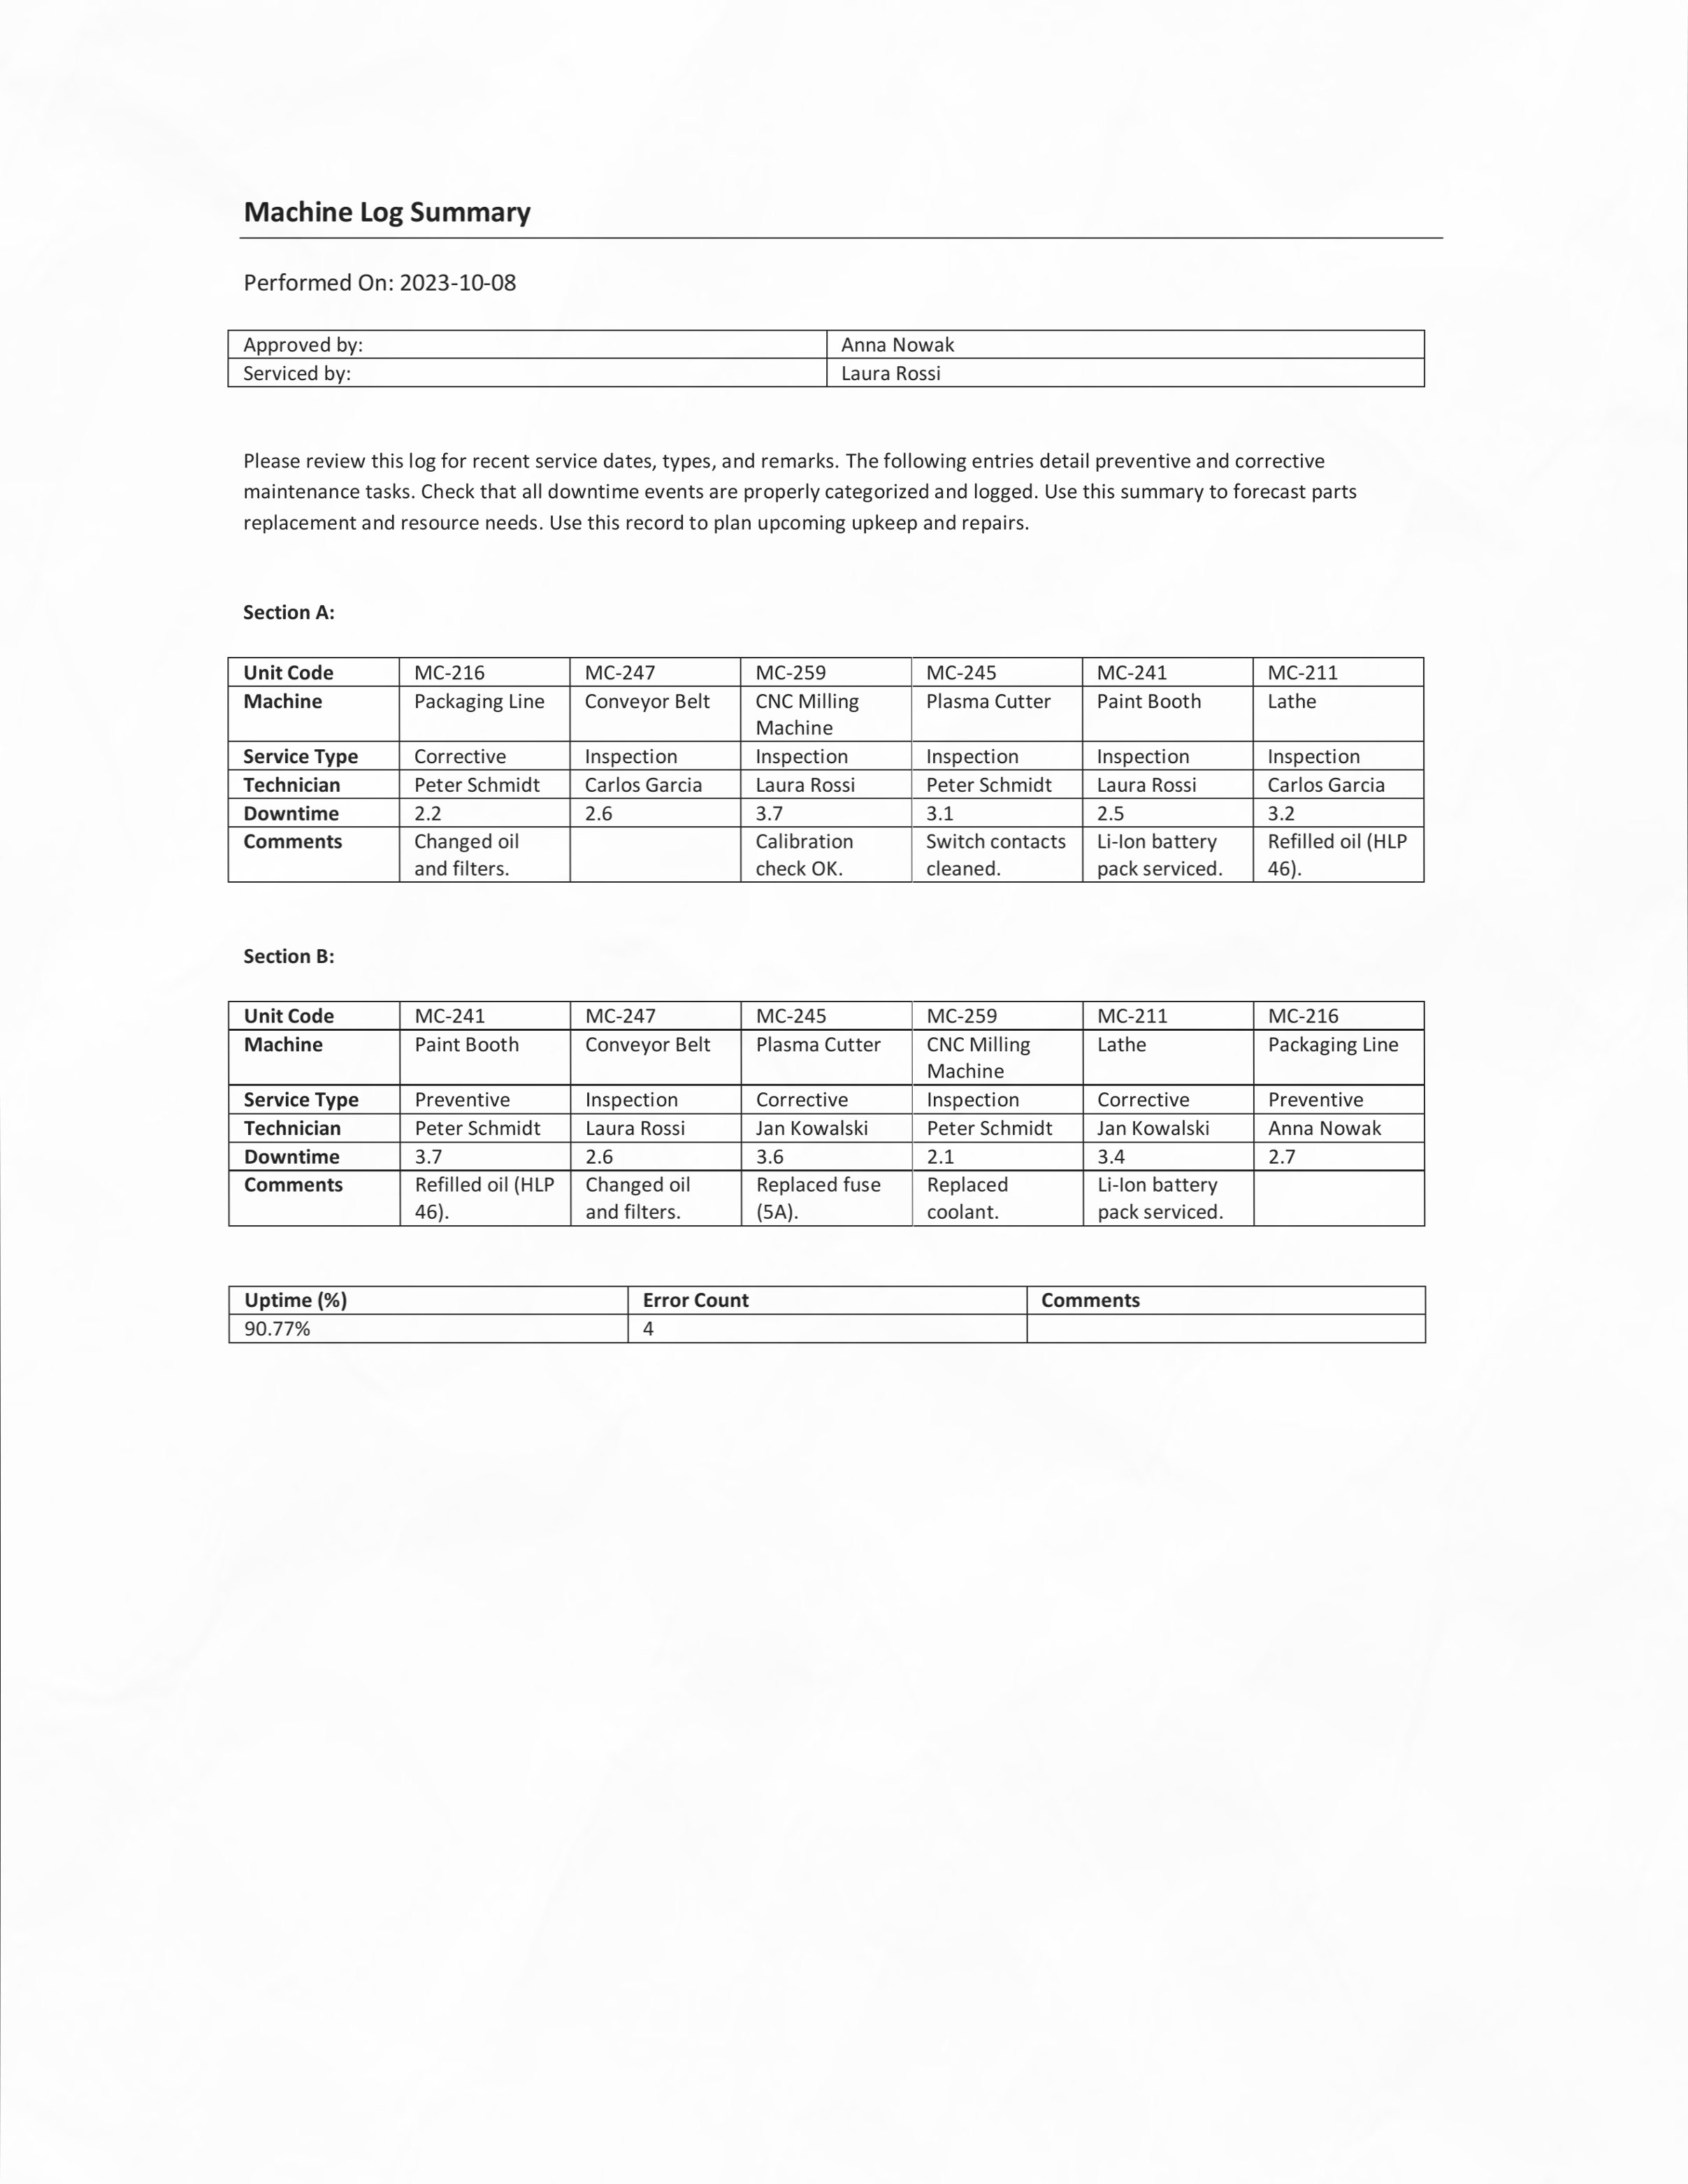 Machine Log Summary
Performed On: 2023-10-08
Approved by: Anna Nowak
Serviced by: Laura Rossi
Please review this log for recent service dates, types, and remarks. The following entries detail preventive and corrective
maintenance tasks. Check that all downtime events are properly categorized and logged. Use this summary to forecast parts
replacement and resource needs. Use this record to plan upcoming upkeep and repairs.
Section A:
Unit Code MC-216 MC-247 MC-259 MC-245 MC-241 MC-211
Machine Packaging Line Conveyor Belt CNC Milling Plasma Cutter Paint Booth Lathe
Machine
Service Type Corrective Inspection Inspection Inspection Inspection Inspection
Technician Peter Schmidt Carlos Garcia Laura Rossi Peter Schmidt Laura Rossi Carlos Garcia
Downtime 2.2 2.6 3.7 3.1 2.5 3.2
Comments Changed oil Calibration Switch contacts Li-Ion battery Refilled oil (HLP
and filters. check OK. cleaned. pack serviced. 46).
Section B:
Unit Code MC-241 MC-247 MC-245 MC-259 MC-211 MC-216
Machine Paint Booth Conveyor Belt Plasma Cutter CNC Milling Lathe Packaging Line
Machine
Service Type Preventive Inspection Corrective Inspection Corrective Preventive
Technician Peter Schmidt Laura Rossi Jan Kowalski Peter Schmidt Jan Kowalski Anna Nowak
Downtime 3.7 2.6 3.6 2.1 3.4 2.7
Comments Refilled oil (HLP Changed oil Replaced fuse Replaced Li-Ion battery
46). and filters. (5A). coolant. pack serviced.
Uptime (%) Error Count Comments
90.77% 4